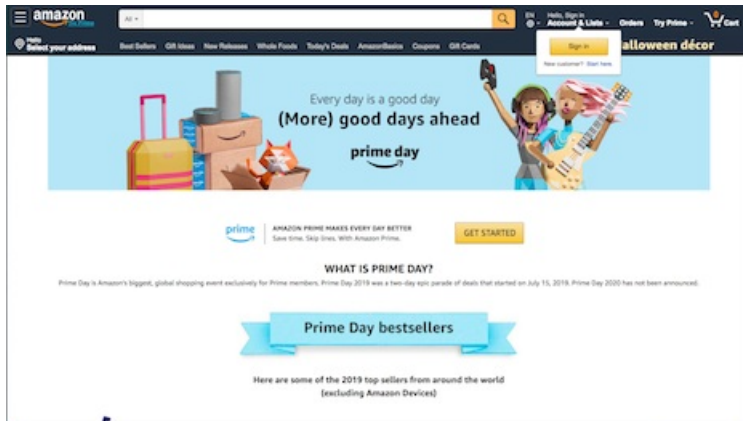 amazon
Try Prime
All
EN
Hello, Sign in
Account & Lists
Orders
Try Prime
Cart
Hello
Select your address
Best Sellers
Gift Ideas
New Releases
Whole Foods
Today's Deals
AmazonBasics
Coupons
Gift Cards
alloween décor
Sign in
New customer? Start here.
Every day is a good day
(More) good days ahead
prime day
prime
AMAZON PRIME MAKES EVERY DAY BETTER
Save time. Skip lines. With Amazon Prime.
GET STARTED
WHAT IS PRIME DAY?
Prime Day is Amazon's biggest, global shopping event exclusively for Prime members. Prime Day 2019 was a two-day epic parade of deals that started on July 15, 2019. Prime Day 2020 has not been announced.
Prime Day bestsellers
Here are some of the 2019 top sellers from around the world
(excluding Amazon Devices)